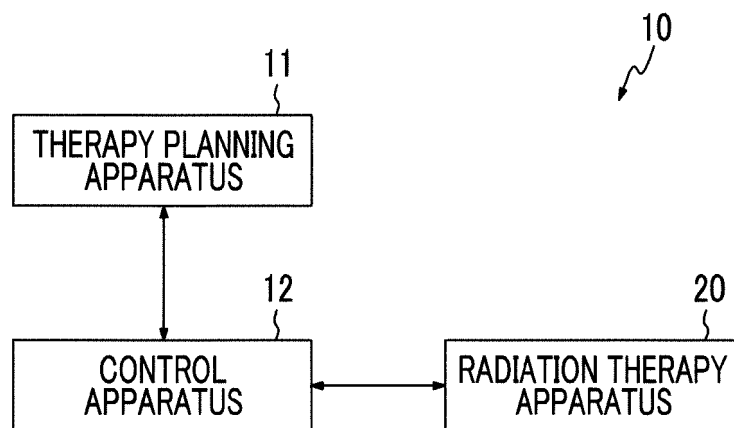 10
11
THERAPY PLANNING
APPARATUS
12
20
CONTROL
APPARATUS
RADIATION THERAPY
APPARATUS